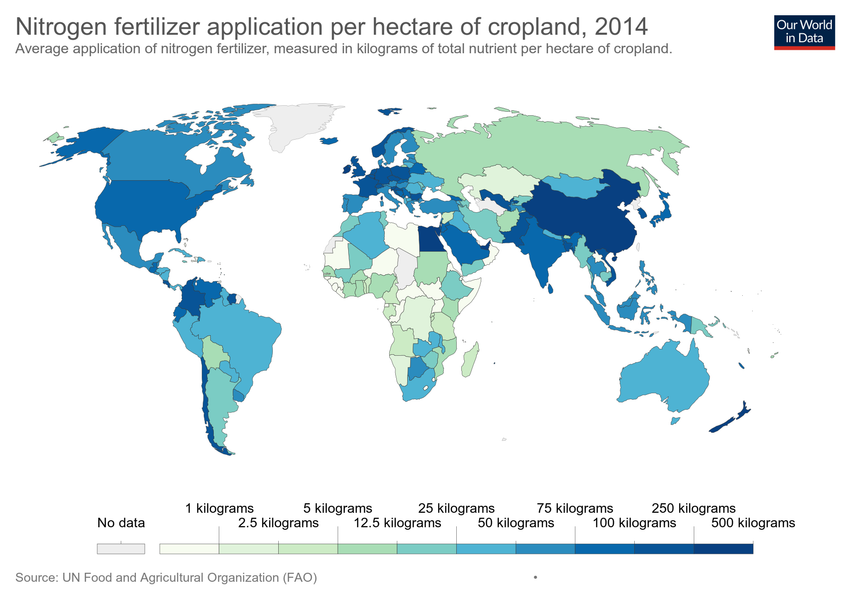 Nitrogen fertilizer application per hectare of cropland, 2014
Average application of nitrogen fertilizer, measured in kilograms of total nutrient per hectare of cropland.
Our World
in Data
1 kilograms 5 kilograms 25 kilograms 75 kilograms 250 kilograms
No data 2.5 kilograms 12.5 kilograms 50 kilograms 100 kilograms 500 kilograms
Source: UN Food and Agricultural Organization (FAO)